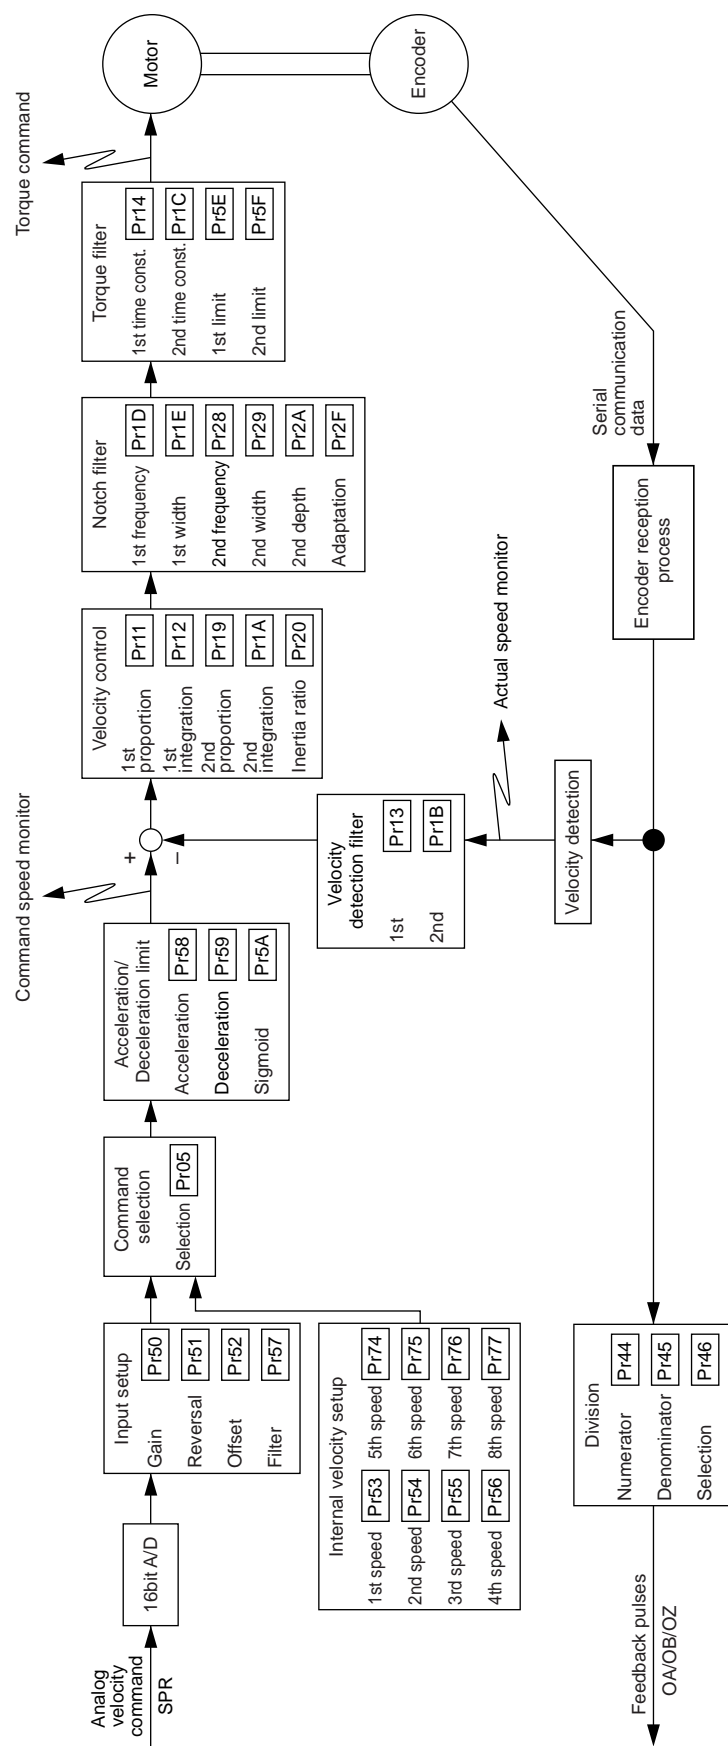 Analog
velocity
command
SPR
16bit A/D
Input setup
Gain Pr50
Reversal Pr51
Offset Pr52
Filter Pr57
Internal velocity setup
1st speed Pr53 5th speed Pr74
2nd speed Pr54 6th speed Pr75
3rd speed Pr55 7th speed Pr76
4th speed Pr56 8th speed Pr77
Command
selection
Selection Pr05
Acceleration/
Deceleration limit
Acceleration Pr58
Deceleration Pr59
Sigmoid Pr5A
Command speed monitor
+
–
Velocity control
1st
proportion Pr11
1st
integration Pr12
2nd
proportion Pr19
2nd
integration Pr1A
Inertia ratio Pr20
Notch filter
1st frequency Pr1D
1st width Pr1E
2nd frequency Pr28
2nd width Pr29
2nd depth Pr2A
Adaptation Pr2F
Torque filter
1st time const. Pr14
2nd time const. Pr1C
1st limit Pr5E
2nd limit Pr5F
Torque command
Motor
Encoder
Velocity
detection filter
1st Pr13
2nd Pr1B
Actual speed monitor
Velocity detection
Serial
communication
data
Encoder reception
process
Division
Numerator Pr44
Denominator Pr45
Selection Pr46
Feedback pulses
OA/OB/OZ